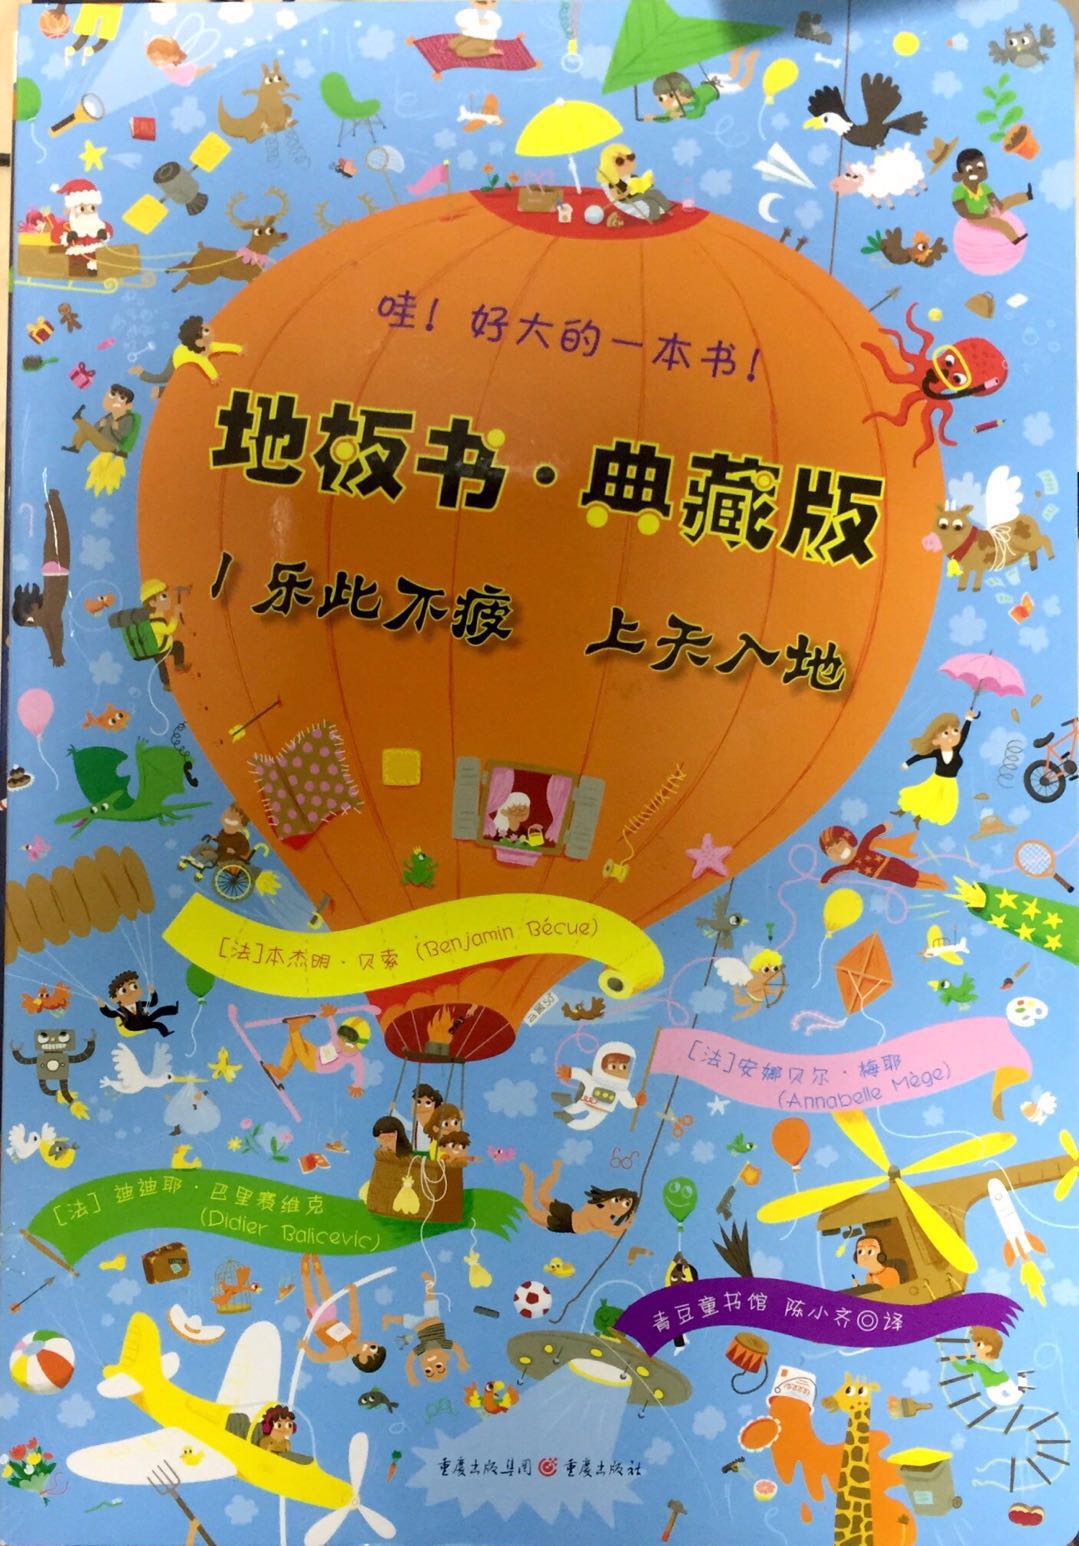 哇！好大的一本书！
地板书·典藏版
1 乐此不疲 上天入地
[法]本杰明·贝索 (Benjamin Bécue)
[法]安娜贝尔·梅耶
(Annabelle Mège)
[法] 迪迪耶·巴里赛维克
(Didier Balicevic)
青豆童书馆 陈小齐◎译
重庆出版集团 重庆出版社